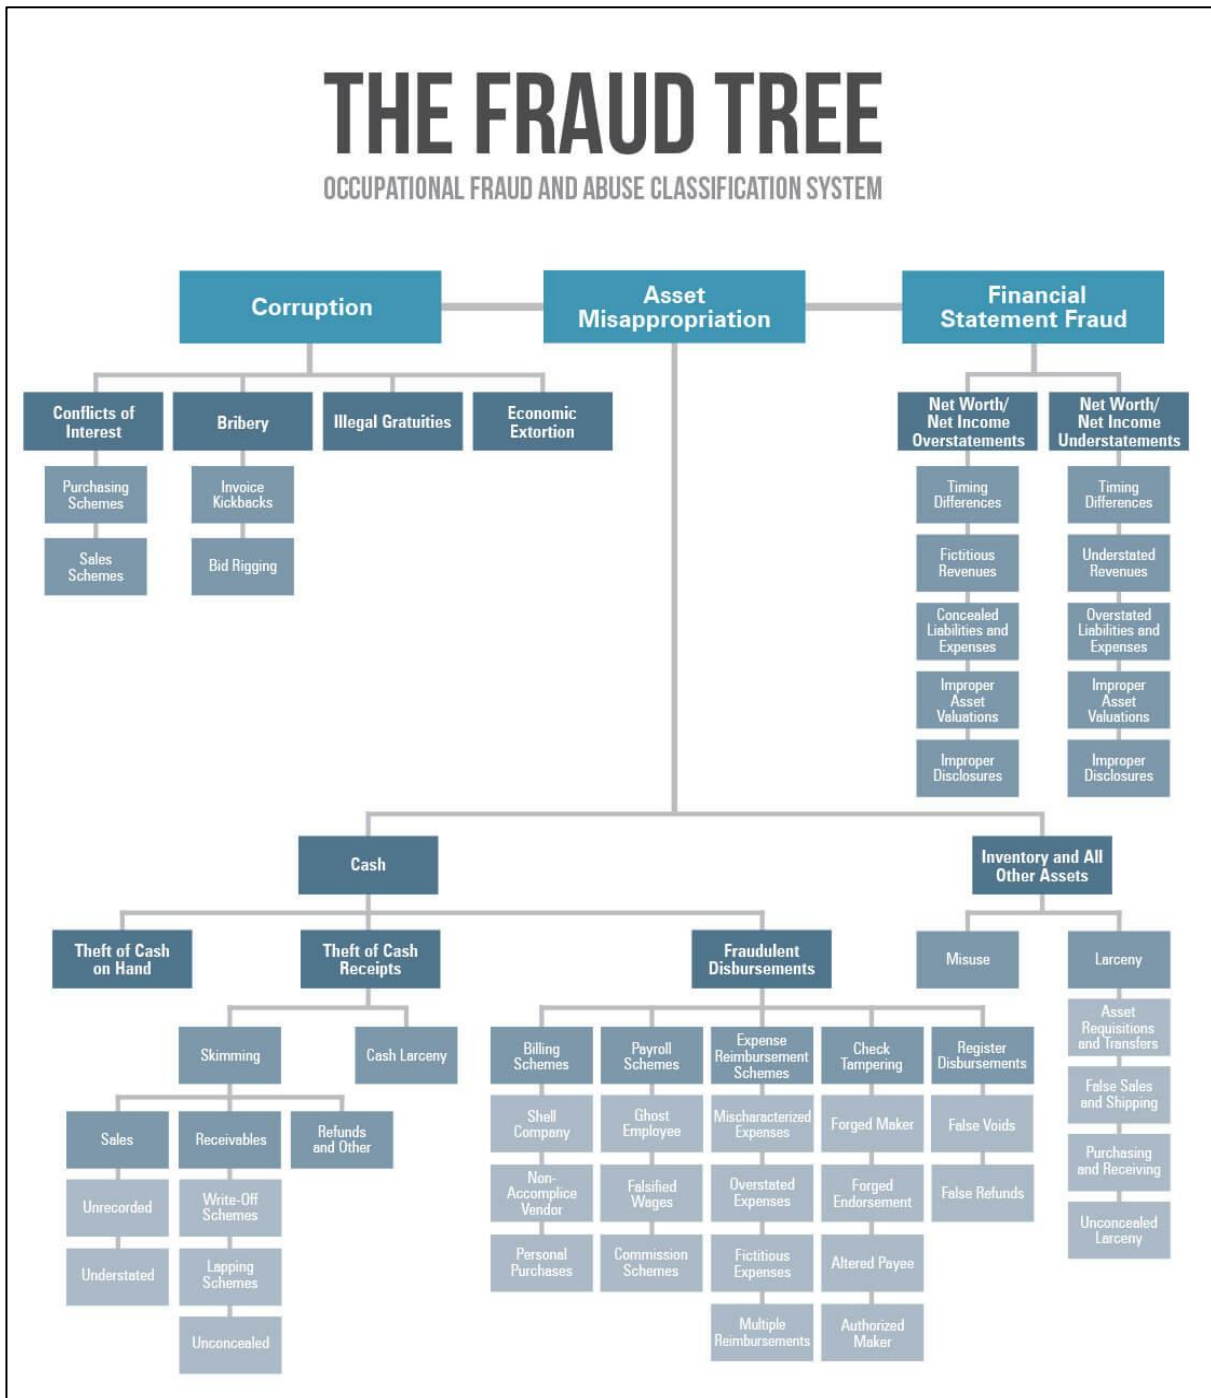 THE FRAUD TREE
OCCUPATIONAL FRAUD AND ABUSE CLASSIFICATION SYSTEM
Corruption
Asset
Misappropriation
Financial
Statement Fraud
Conflicts of
Interest
Bribery
Illegal Gratuities
Economic
Extortion
Net Worth/
Net Income
Overstatements
Net Worth/
Net Income
Understatements
Purchasing
Schemes
Sales
Schemes
Invoice
Kickbacks
Bid Rigging
Timing
Differences
Fictitious
Revenues
Concealed
Liabilities and
Expenses
Improper
Asset
Valuations
Improper
Disclosures
Timing
Differences
Understated
Revenues
Overstated
Liabilities and
Expenses
Improper
Asset
Valuations
Improper
Disclosures
Cash
Inventory and All
Other Assets
Theft of Cash
on Hand
Theft of Cash
Receipts
Fraudulent
Disbursements
Misuse
Larceny
Asset
Requisitions
and Transfers
False Sales
and Shipping
Purchasing
and Receiving
Unconcealed
Larceny
Skimming
Cash Larceny
Sales
Receivables
Refunds
and Other
Unrecorded
Understated
Write-Off
Schemes
Lapping
Schemes
Unconcealed
Billing
Schemes
Shell
Company
Non-
Accomplice
Vendor
Personal
Purchases
Payroll
Schemes
Ghost
Employee
Falsified
Wages
Commission
Schemes
Expense
Reimbursement
Schemes
Mischaracterized
Expenses
Overstated
Expenses
Fictitious
Expenses
Multiple
Reimbursements
Check
Tampering
Forged Maker
Forged
Endorsement
Altered Payee
Authorized
Maker
Register
Disbursements
False Voids
False Refunds